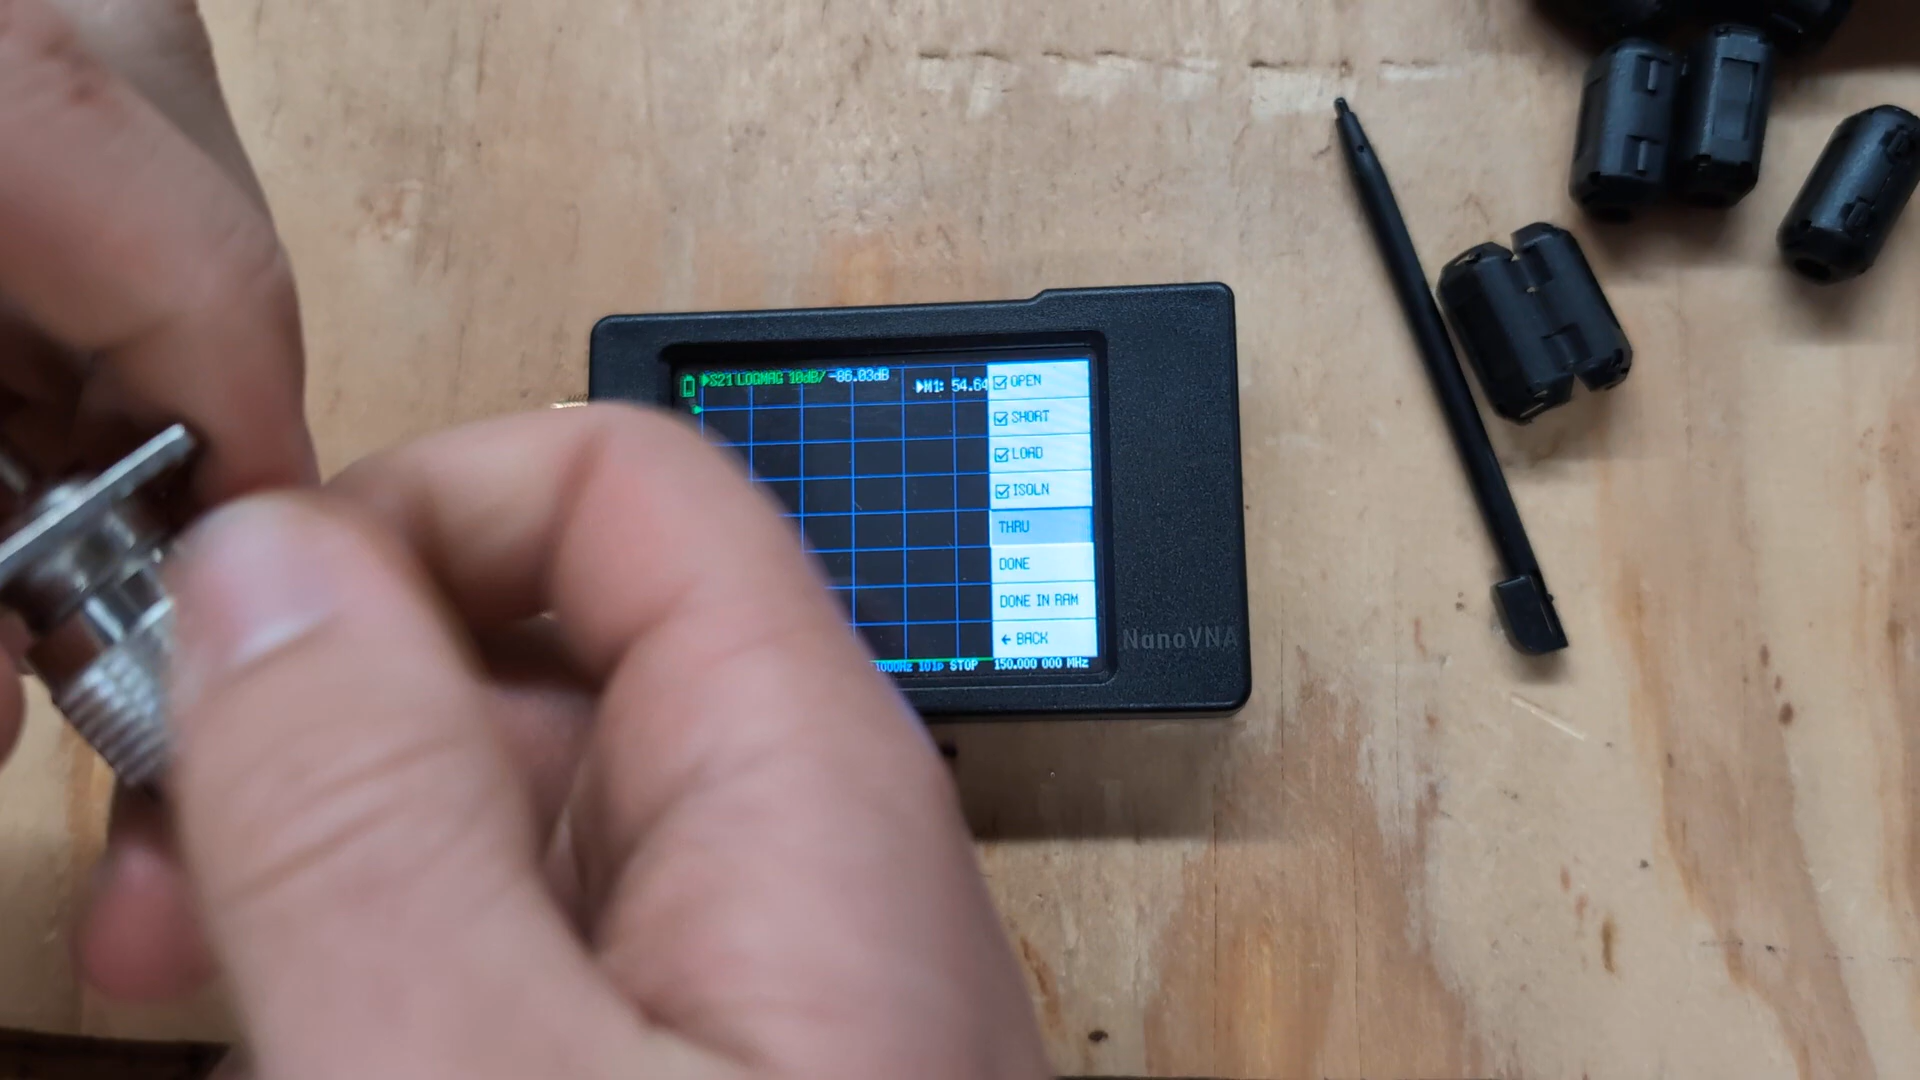 S21 LOGMAG 10dB/ -86.03dB
M1: 54.64
OPEN
SHORT
LOAD
ISOLN
THRU
DONE
DONE IN RAM
← BACK
NanoVNA
101p STOP 150.000 000 MHz